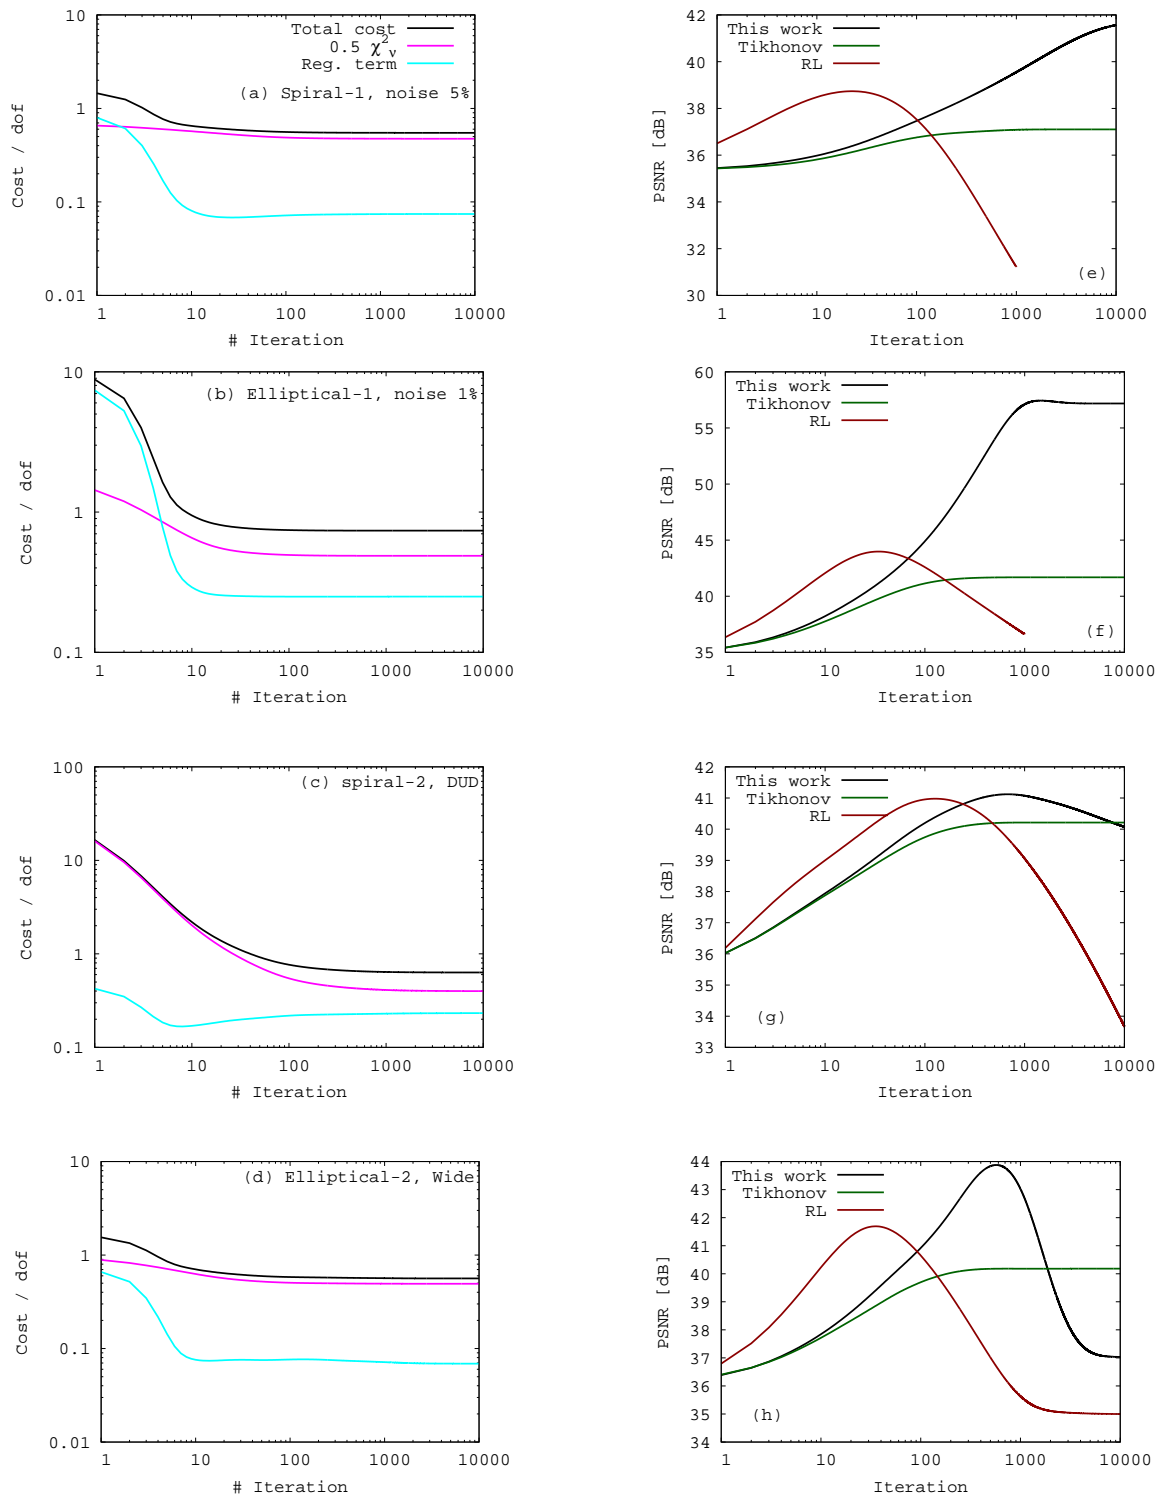 10
1
0.1
0.01
Cost / dof
Total cost
0.5 χ²ᵥ
Reg. term
(a) Spiral-1, noise 5%
1 10 100 1000 10000
# Iteration
42
40
38
36
34
32
30
PSNR [dB]
This work
Tikhonov
RL
(e)
1 10 100 1000 10000
Iteration
10
1
0.1
Cost / dof
(b) Elliptical-1, noise 1%
1 10 100 1000 10000
# Iteration
60
55
50
45
40
35
PSNR [dB]
This work
Tikhonov
RL
(f)
1 10 100 1000 10000
Iteration
100
10
1
0.1
Cost / dof
(c) spiral-2, DUD
1 10 100 1000 10000
# Iteration
42
41
40
39
38
37
36
35
34
33
PSNR [dB]
This work
Tikhonov
RL
(g)
1 10 100 1000 10000
Iteration
10
1
0.1
0.01
Cost / dof
(d) Elliptical-2, Wide
1 10 100 1000 10000
# Iteration
44
43
42
41
40
39
38
37
36
35
34
PSNR [dB]
This work
Tikhonov
RL
(h)
1 10 100 1000 10000
Iteration